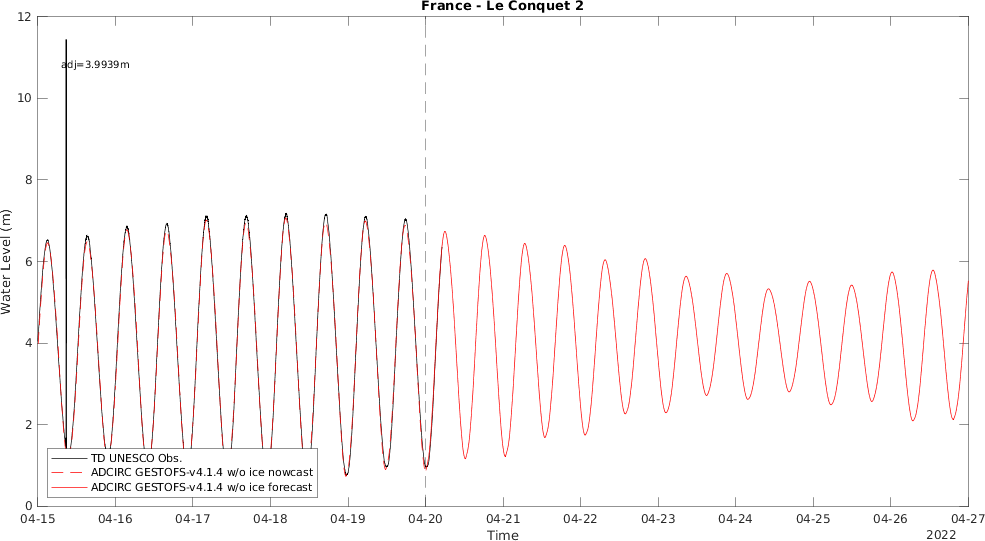 France - Le Conquet 2
12
adj=3.9939m
10
8
6
4
2
0
Water Level (m)
TD UNESCO Obs.
ADCIRC GESTOFS-v4.1.4 w/o ice nowcast
ADCIRC GESTOFS-v4.1.4 w/o ice forecast
04-15 04-16 04-17 04-18 04-19 04-20 04-21 04-22 04-23 04-24 04-25 04-26 04-27
Time
2022